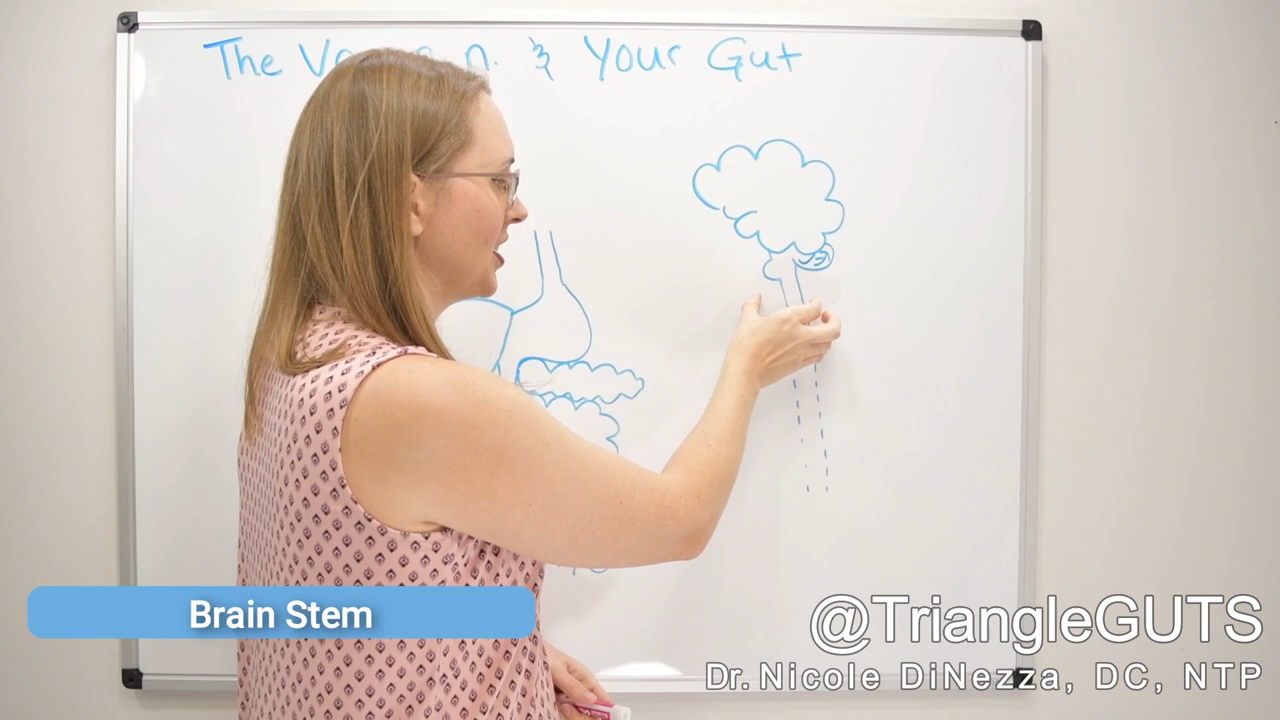 The n. & Your Gut
Brain Stem
@TriangleGUTS
Dr. Nicole DiNezza, DC, NTP